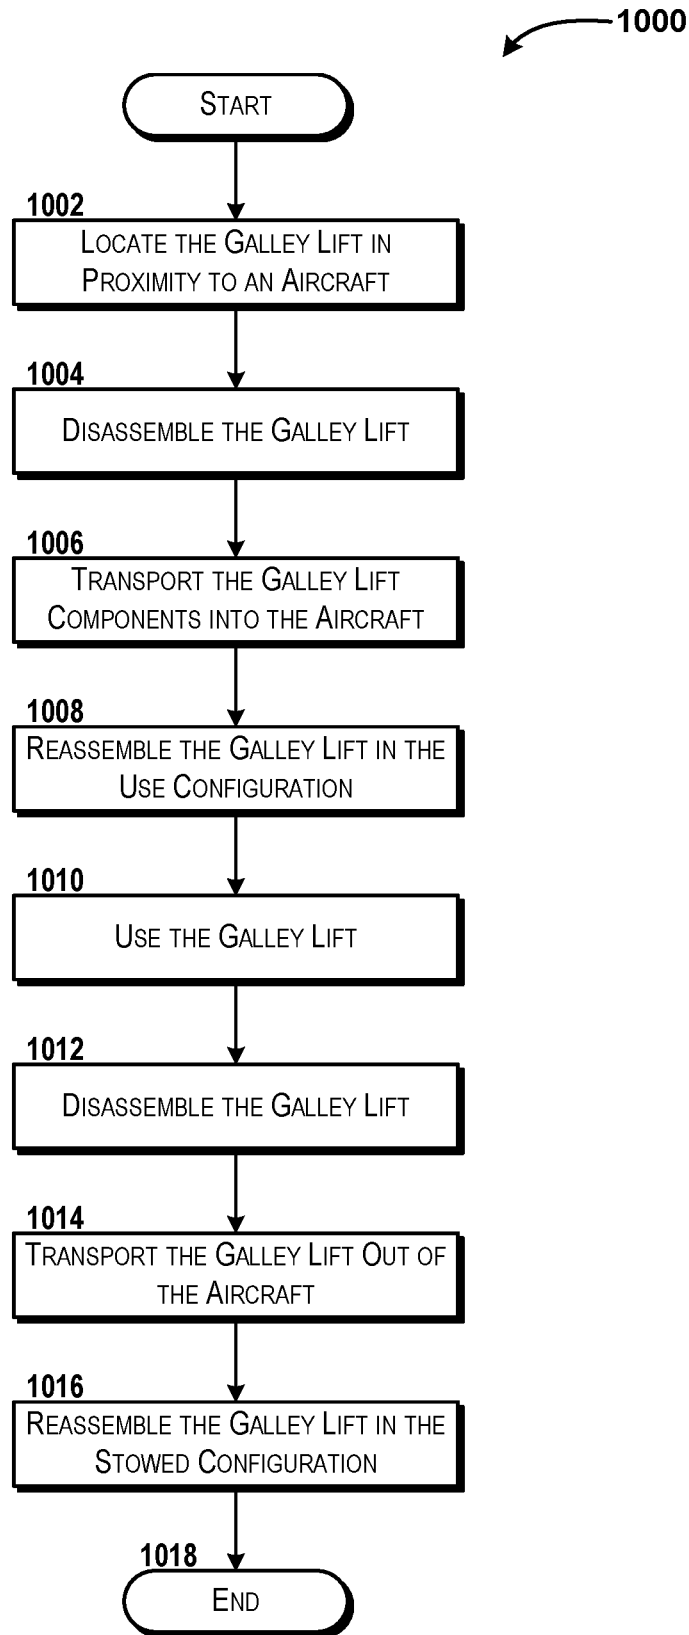 1000
START
1002
LOCATE THE GALLEY LIFT IN
PROXIMITY TO AN AIRCRAFT
1004
DISASSEMBLE THE GALLEY LIFT
1006
TRANSPORT THE GALLEY LIFT
COMPONENTS INTO THE AIRCRAFT
1008
REASSEMBLE THE GALLEY LIFT IN THE
USE CONFIGURATION
1010
USE THE GALLEY LIFT
1012
DISASSEMBLE THE GALLEY LIFT
1014
TRANSPORT THE GALLEY LIFT OUT OF
THE AIRCRAFT
1016
REASSEMBLE THE GALLEY LIFT IN THE
STOWED CONFIGURATION
1018
END